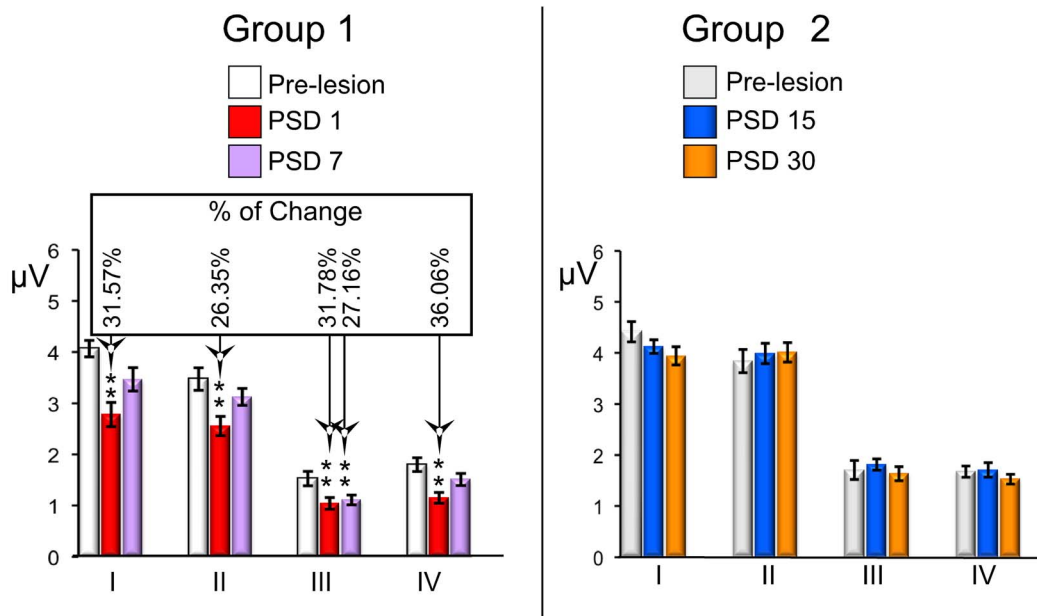 Group 1
Pre-lesion
PSD 1
PSD 7
% of Change
31.57%
26.35%
31.78%
27.16%
36.06%
µV
6
5
4
3
2
1
0
**
**
**
**
**
I
II
III
IV
Group 2
Pre-lesion
PSD 15
PSD 30
µV
6
5
4
3
2
1
0
I
II
III
IV